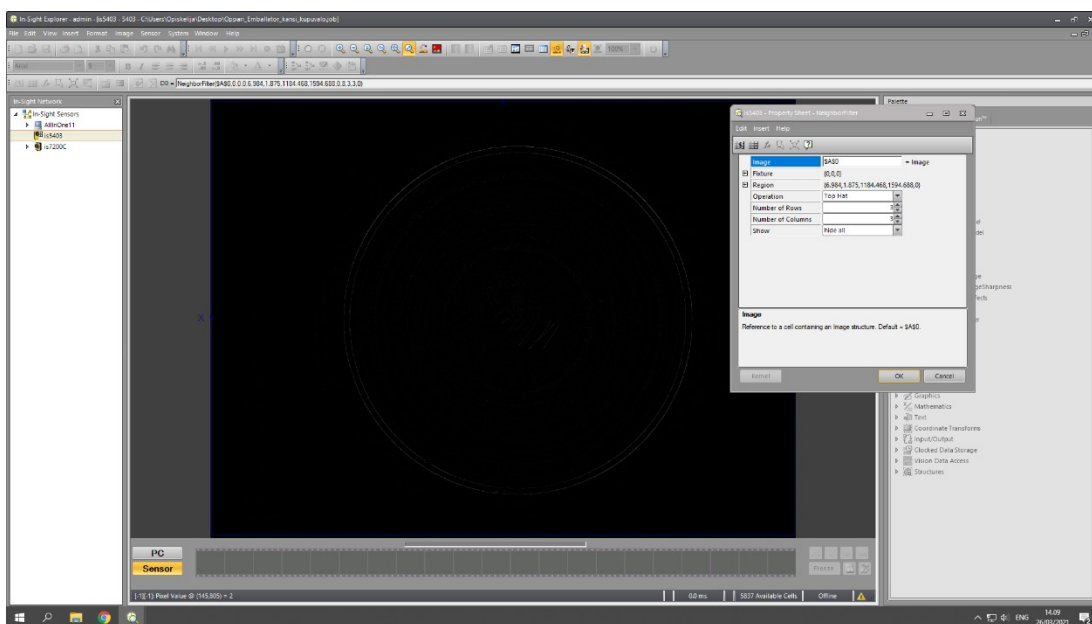 In-Sight Explorer - admin - [is5403 - 5403 - C:\Users\Opiskelija\Desktop\Oppari_Emballator_kansi_kupuvalo.job]
File Edit View Insert Format Image Sensor System Window Help
100%
Arial
D0 = NeighborFilter($A$0,0,0,0,6.984,1.875,1184.468,1594.688,0,0,3,3,0)
In-Sight Network
In-Sight Sensors
AllInOne11
is5403
is7200C
Palette
is5403 - Property Sheet - NeighborFilter
Edit Insert Help
Image $A$0 = Image
Fixture {0,0,0}
Region {6.984,1.875,1184.468,1594.688,0}
Operation Top Hat
Number of Rows 3
Number of Columns 3
Show hide all
Image
Reference to a cell containing an Image structure. Default = $A$0.
Kernel OK Cancel
geSharpness
Graphics
Mathematics
Text
Coordinate Transforms
Input/Output
Clocked Data Storage
Vision Data Access
Structures
X
PC
Sensor
Freeze
[-1][-1] Pixel Value @ (145,805) = 2
0.0 ms 5837 Available Cells Offline
ENG 14.09
26/03/2021